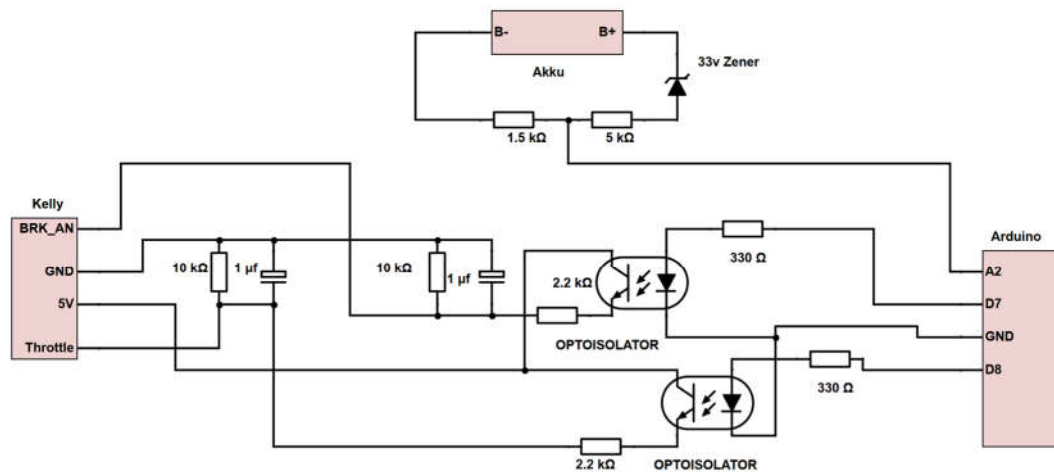 B-
B+
33v Zener
Akku
1.5 kΩ
5 kΩ
Kelly
BRK_AN
Arduino
330 Ω
GND
10 kΩ
1 µf
10 kΩ
1 µf
2.2 kΩ
A2
5V
D7
OPTOISOLATOR
GND
Throttle
D8
330 Ω
2.2 kΩ
OPTOISOLATOR